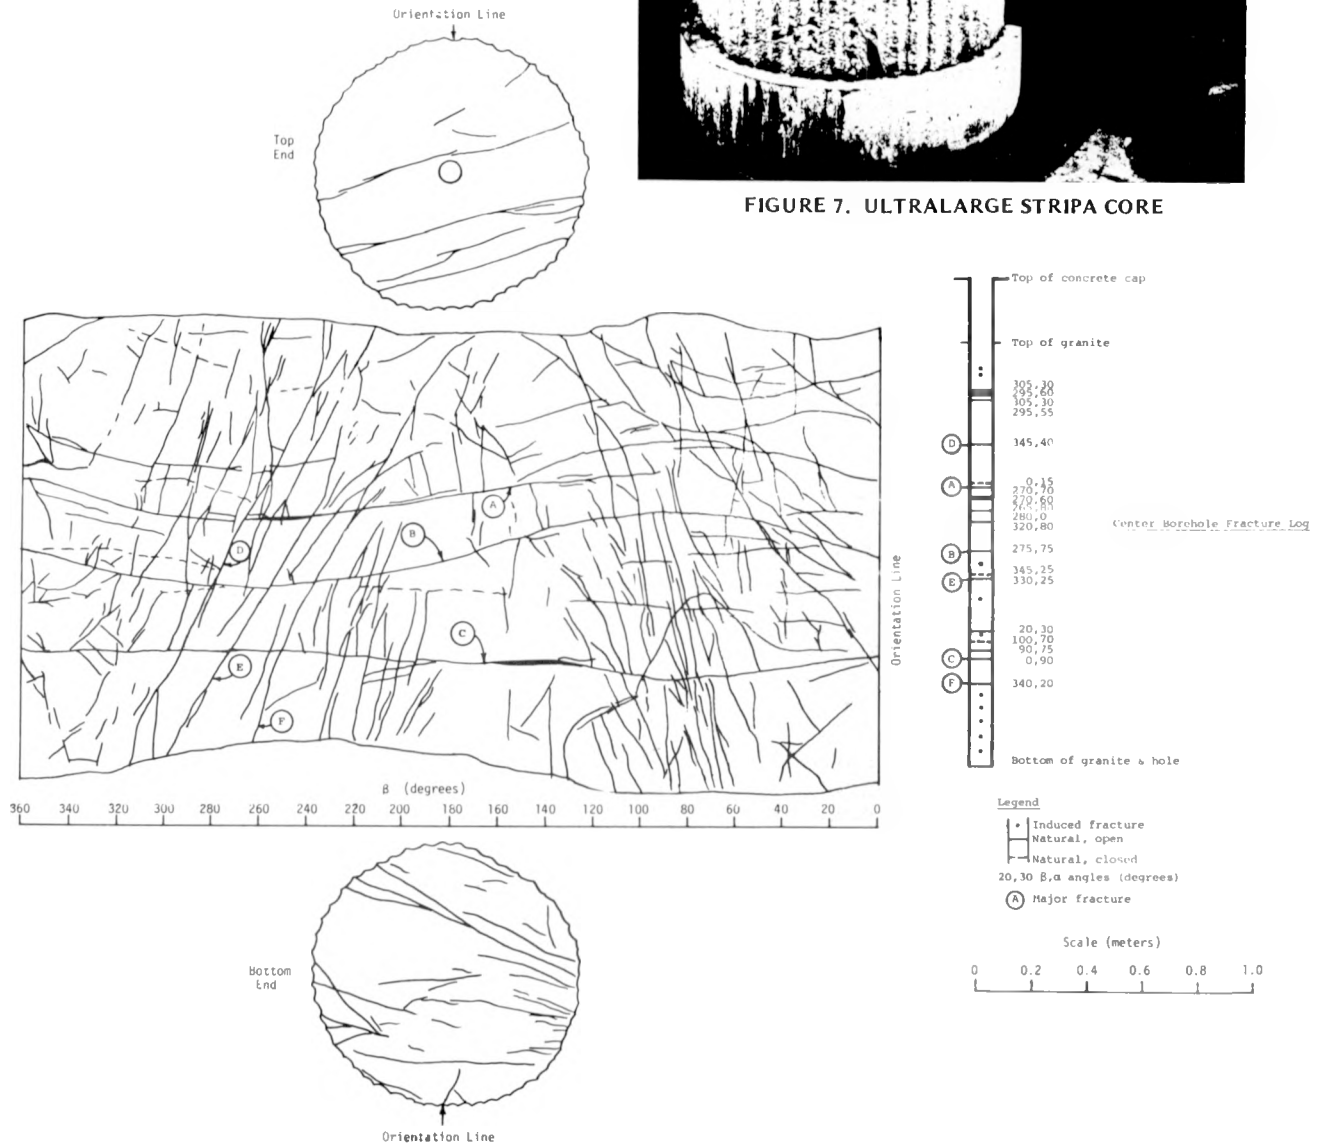 Orientation Line
Top
End
FIGURE 7. ULTRALARGE STRIPA CORE
Top of concrete cap
Top of granite
305,30
295,60
305,30
295,55
D
345,40
A
0,15
270,70
270,60
280,0
320,80
Center Borehole Fracture Log
B
275,75
345,25
E
330,25
20,30
100,70
90,75
C
0,90
F
340,20
Bottom of granite & hole
A
B
D
C
E
F
Orientation Line
β (degrees)
360 340 320 300 280 260 240 220 200 180 160 140 120 100 80 60 40 20 0
Legend
Induced fracture
Natural, open
Natural, closed
20,30 β,α angles (degrees)
A Major fracture
Scale (meters)
0 0.2 0.4 0.6 0.8 1.0
Bottom
End
Orientation Line